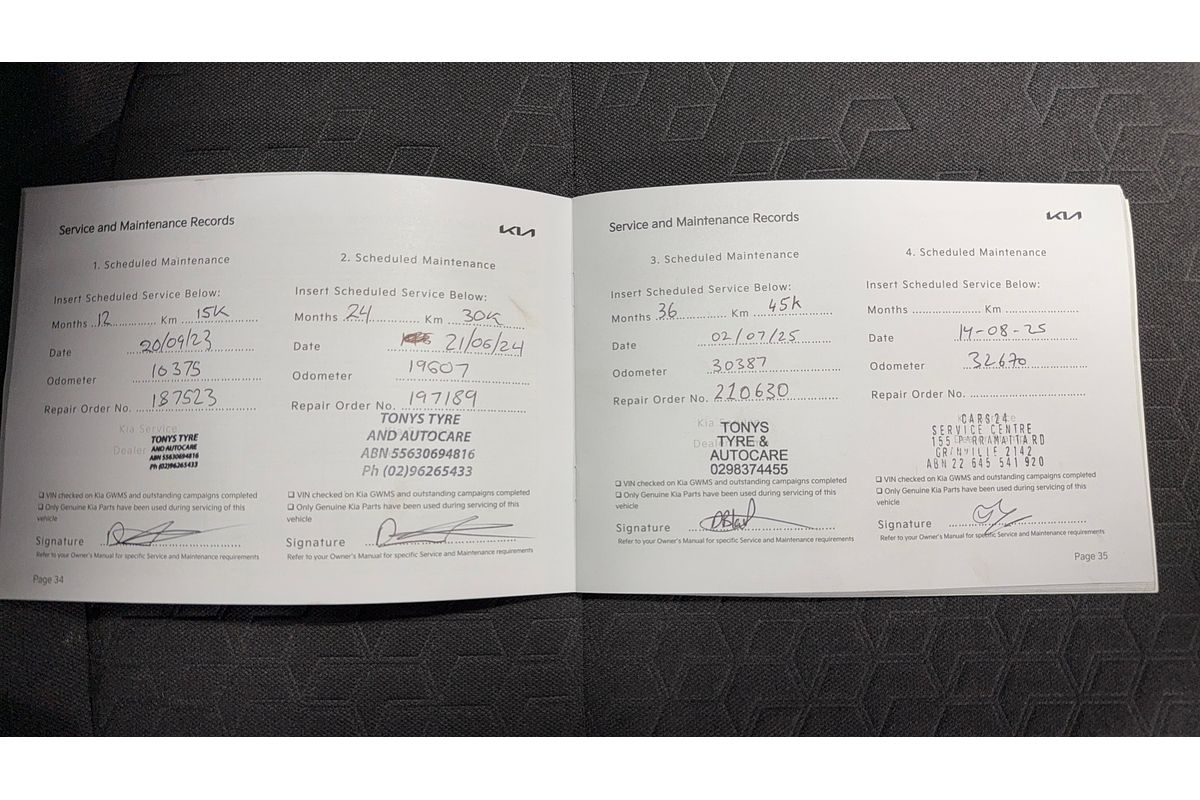 Service and Maintenance Records
KIA
1. Scheduled Maintenance
Insert Scheduled Service Below:
Months 12 Km 15K
Date 20/09/23
Odometer 10375
Repair Order No. 187523
Kia Service
Dealer
TONYS TYRE
AND AUTOCARE
ABN 55630694816
Ph (02)96265433
❑ VIN checked on Kia GWMS and outstanding campaigns completed
❑ Only Genuine Kia Parts have been used during servicing of this
vehicle
Signature
Refer to your Owner's Manual for specific Service and Maintenance requirements
Page 34
2. Scheduled Maintenance
Insert Scheduled Service Below:
Months 24 Km 30K
Date 21/06/24
Odometer 19607
Repair Order No. 197189
TONYS TYRE
AND AUTOCARE
ABN 55630694816
Ph (02)96265433
❑ VIN checked on Kia GWMS and outstanding campaigns completed
❑ Only Genuine Kia Parts have been used during servicing of this
vehicle
Signature
Refer to your Owner's Manual for specific Service and Maintenance requirements
Service and Maintenance Records
KIA
3. Scheduled Maintenance
Insert Scheduled Service Below:
Months 36 Km 45K
Date 02/07/25
Odometer 30387
Repair Order No. 210630
TONYS
TYRE &
AUTOCARE
0298374455
❑ VIN checked on Kia GWMS and outstanding campaigns completed
❑ Only Genuine Kia Parts have been used during servicing of this
vehicle
Signature
Refer to your Owner's Manual for specific Service and Maintenance requirements
4. Scheduled Maintenance
Insert Scheduled Service Below:
Months Km
Date 14-08-25
Odometer 32670
Repair Order No.
CARS24
SERVICE CENTRE
155 PARRAMATTA RD
GRANVILLE 2142
ABN 22 645 541 920
❑ VIN checked on Kia GWMS and outstanding campaigns completed
❑ Only Genuine Kia Parts have been used during servicing of this
vehicle
Signature
Refer to your Owner's Manual for specific Service and Maintenance requirements
Page 35